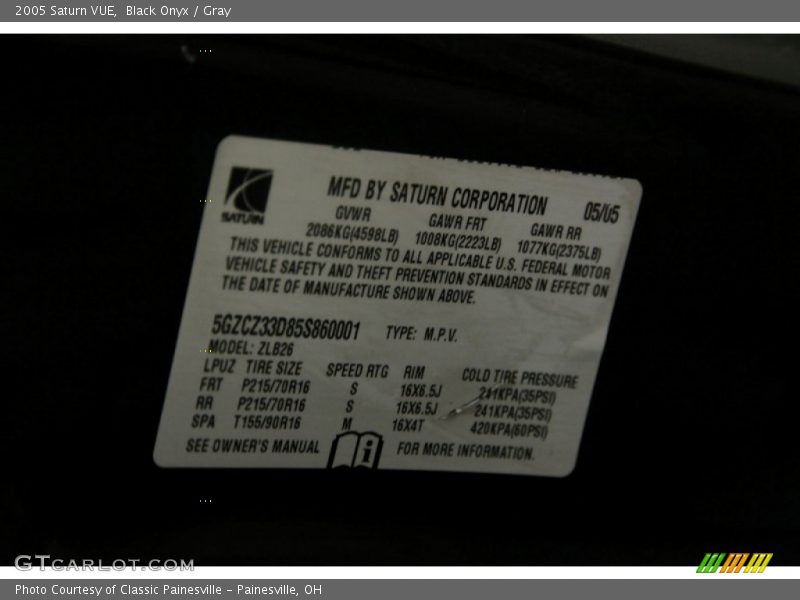 2005 Saturn VUE, Black Onyx / Gray
SATURN
MFD BY SATURN CORPORATION 05/05
GVWR GAWR FRT GAWR RR
2086KG(4598LB) 1008KG(2223LB) 1077KG(2375LB)
THIS VEHICLE CONFORMS TO ALL APPLICABLE U.S. FEDERAL MOTOR
VEHICLE SAFETY AND THEFT PREVENTION STANDARDS IN EFFECT ON
THE DATE OF MANUFACTURE SHOWN ABOVE.
5GZCZ33D85S860001 TYPE: M.P.V.
MODEL: ZLB26
LPUZ TIRE SIZE SPEED RTG RIM COLD TIRE PRESSURE
FRT P215/70R16 S 16X6.5J 241KPA(35PSI)
RR P215/70R16 S 16X6.5J 241KPA(35PSI)
SPA T155/90R16 M 16X4T 420KPA(60PSI)
SEE OWNER'S MANUAL i FOR MORE INFORMATION.
GTCARLOT.COM
Photo Courtesy of Classic Painesville - Painesville, OH